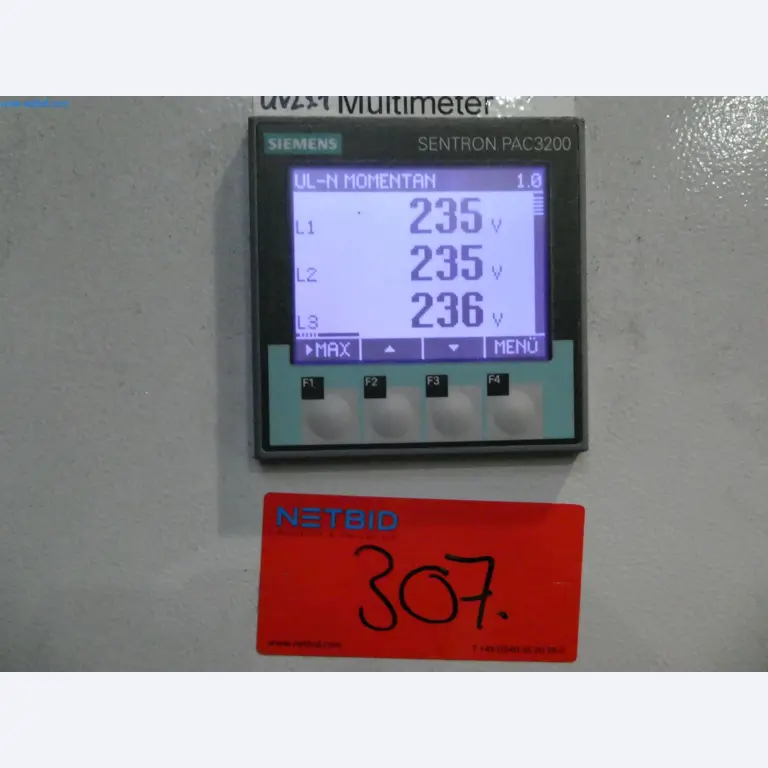 Multimeter
SIEMENS
SENTRON PAC3200
UL-N MOMENTAN 1.0
L1 235 V
L2 235 V
L3 236 V
▸MAX ▲ ▼ MENÜ
F1 F2 F3 F4
NETBID
307.
www.netbid.com